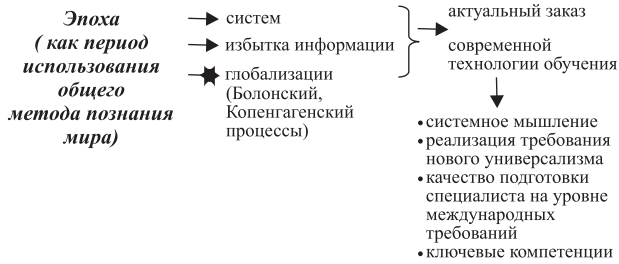 Эпоха
( как период
использования
общего
метода познания
мира)
систем
избытка информации
глобализации
(Болонский,
Копенгагенский
процессы)
актуальный заказ
современной
технологии обучения
•системное мышление
•реализация требования
нового универсализма
•качество подготовки
специалиста на уровне
международных
требований
•ключевые компетенции